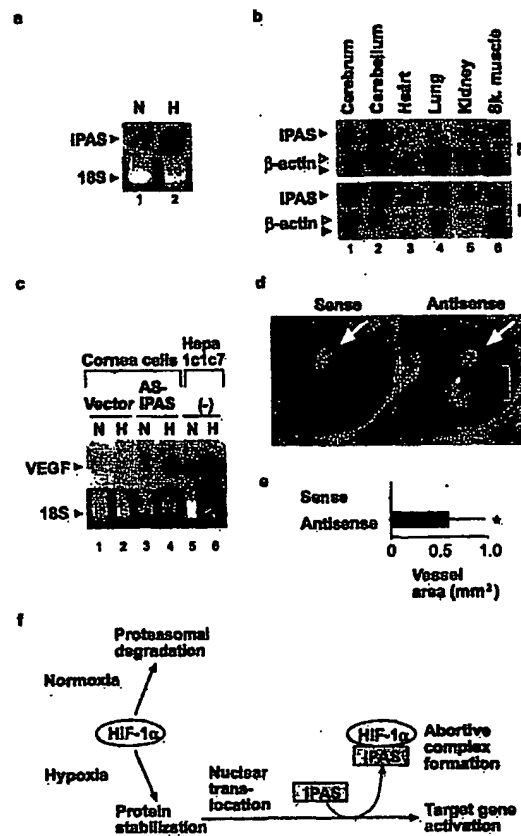 a
N H
IPAS
18S
1 2
b
Cerebrum
Cerebellum
Heart
Lung
Kidney
Sk. muscle
IPAS
β-actin
IPAS
β-actin
1 2 3 4 5 6
c
Hepa
1c1c7
Cornea cells
AS-
Vector IPAS (-)
N H N H N H
VEGF
18S
1 2 3 4 5 6
d
Sense Antisense
e
Sense
Antisense *
0 0.5 1.0
Vessel
area (mm²)
f
Proteasomal
degradation
Normoxia
HIF-1α
Hypoxia
Protein
stabilization
Nuclear
trans-
location
IPAS
HIF-1α
IPAS
Abortive
complex
formation
Target gene
activation